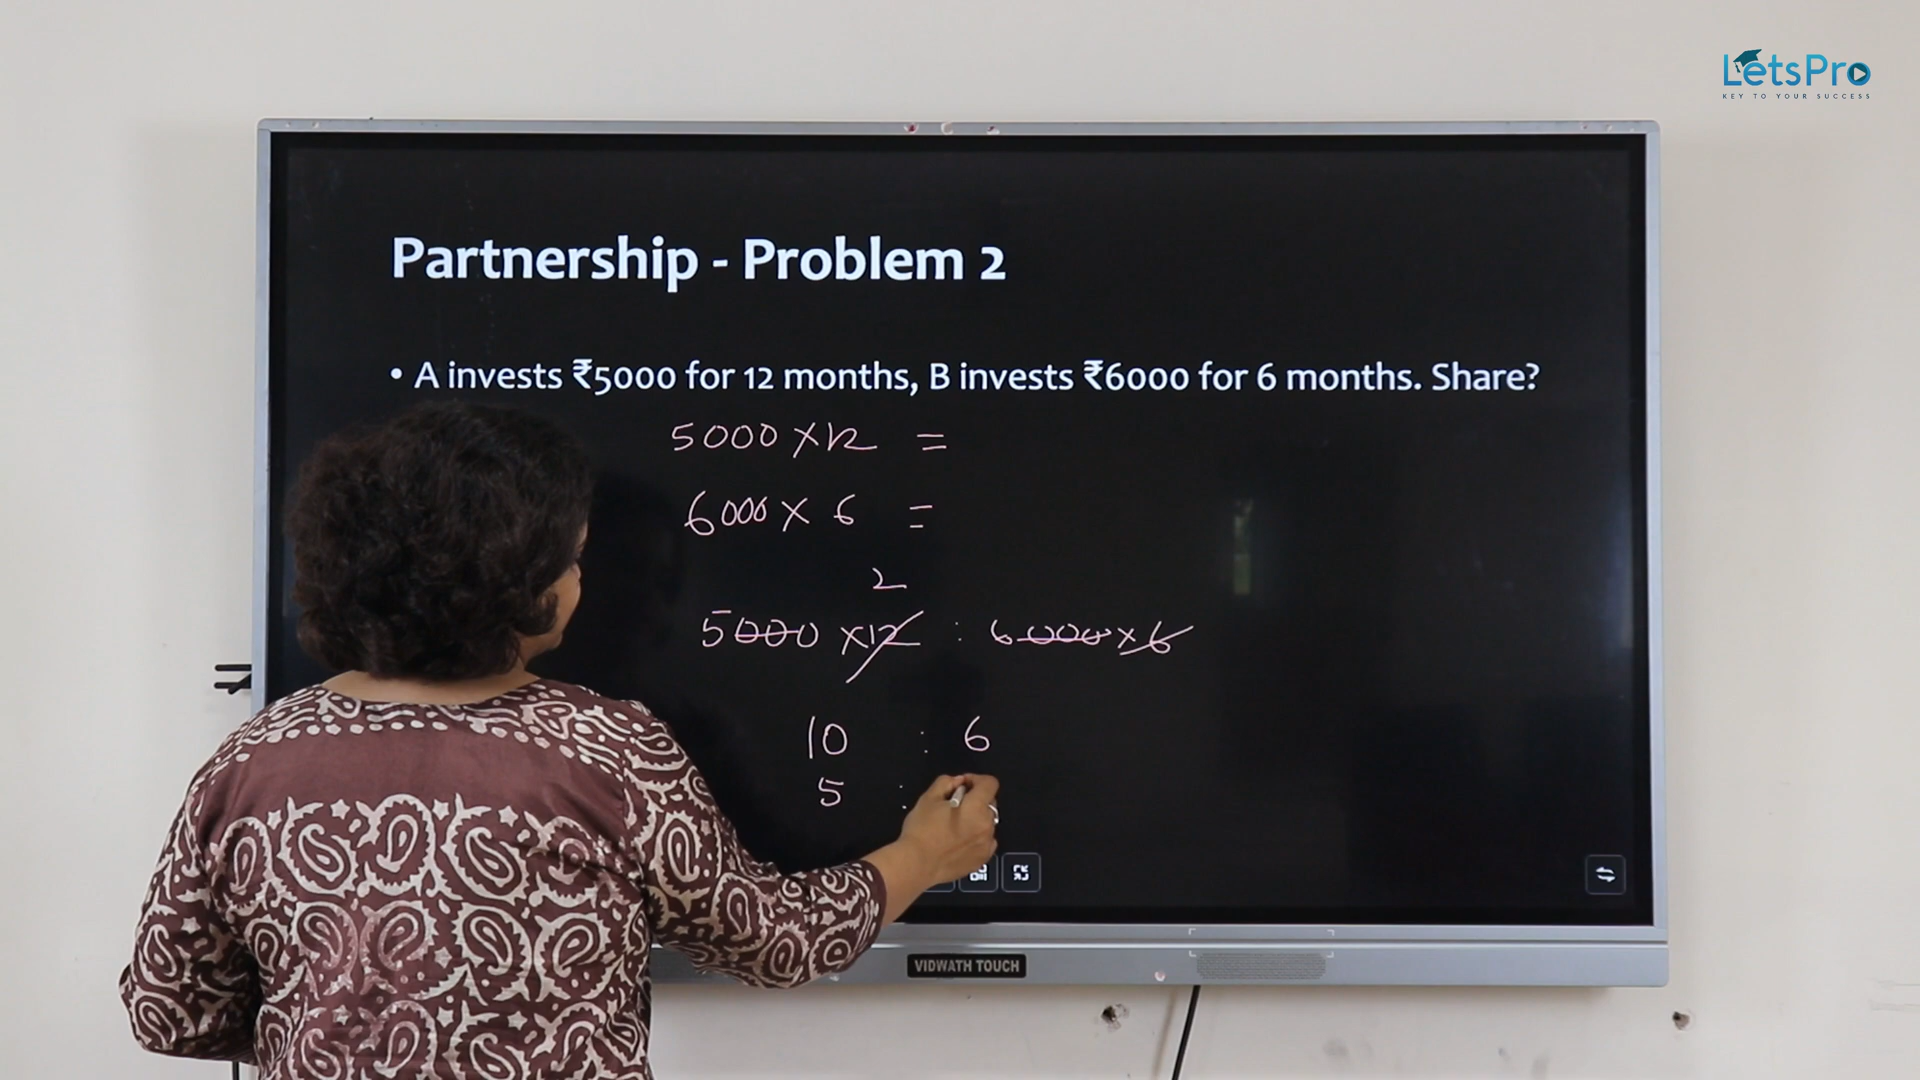 LetsPro
KEY TO YOUR SUCCESS
Partnership - Problem 2
• A invests ₹5000 for 12 months, B invests ₹6000 for 6 months. Share?
5000 × 12 =
6000 × 6 =
2
5000 × 12 : 6000 × 6
10 : 6
5 :
VIDWATH TOUCH